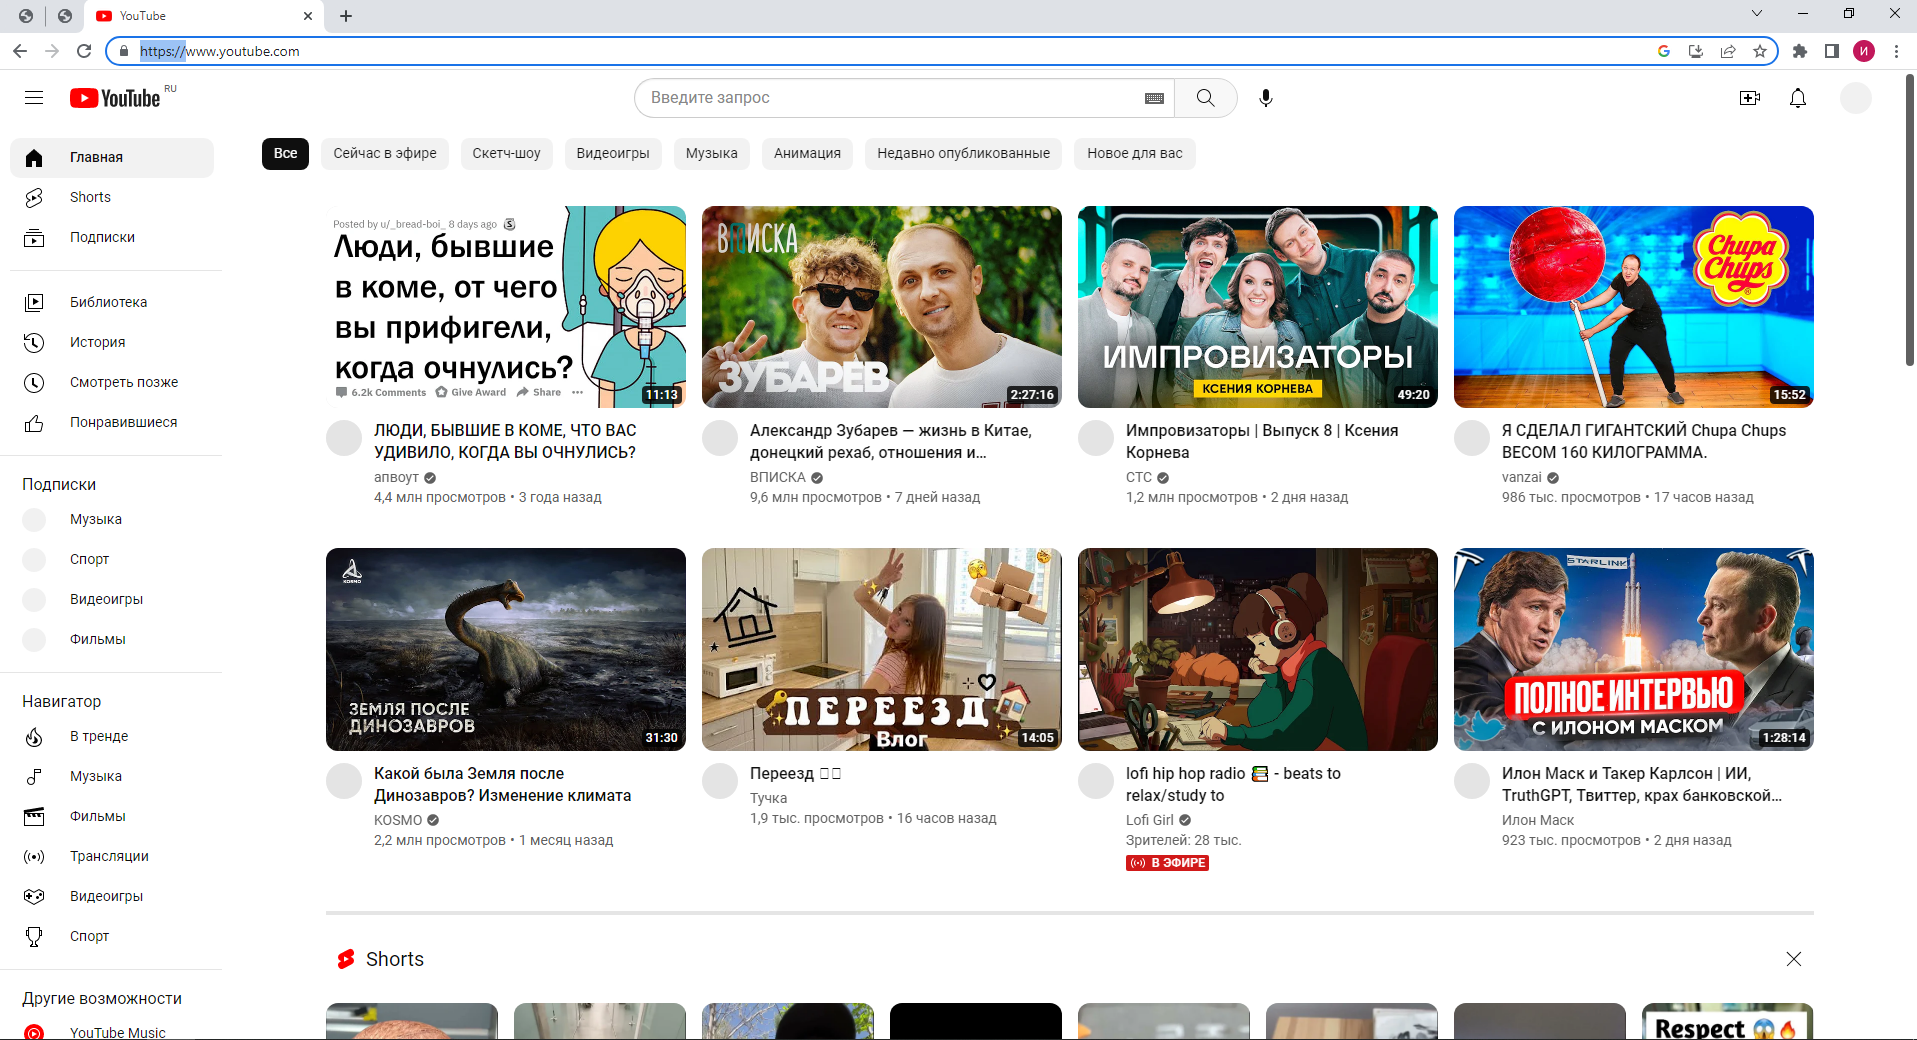 YouTube
https://www.youtube.com
И
YouTube RU
Введите запрос
Главная
Shorts
Подписки
Библиотека
История
Смотреть позже
Понравившиеся
Подписки
Музыка
Спорт
Видеоигры
Фильмы
Навигатор
В тренде
Музыка
Фильмы
Трансляции
Видеоигры
Спорт
Другие возможности
YouTube Music
Все
Сейчас в эфире
Скетч-шоу
Видеоигры
Музыка
Анимация
Недавно опубликованные
Новое для вас
Posted by u/_bread-boi_ 8 days ago
Люди, бывшие
в коме, от чего
вы прифигели,
когда очнулись?
6.2k Comments Give Award Share
11:13
ЛЮДИ, БЫВШИЕ В КОМЕ, ЧТО ВАС
УДИВИЛО, КОГДА ВЫ ОЧНУЛИСЬ?
апвоут
4,4 млн просмотров • 3 года назад
ВПИСКА
ЗУБАРЕВ
2:27:16
Александр Зубарев — жизнь в Китае,
донецкий рехаб, отношения и…
ВПИСКА
9,6 млн просмотров • 7 дней назад
ИМПРОВИЗАТОРЫ
КСЕНИЯ КОРНЕВА
49:20
Импровизаторы | Выпуск 8 | Ксения
Корнева
СТС
1,2 млн просмотров • 2 дня назад
Chupa
Chups
15:52
Я СДЕЛАЛ ГИГАНТСКИЙ Chupa Chups
ВЕСОМ 160 КИЛОГРАММА.
vanzai
986 тыс. просмотров • 17 часов назад
KOSMO
ЗЕМЛЯ ПОСЛЕ
ДИНОЗАВРОВ
31:30
Какой была Земля после
Динозавров? Изменение климата
KOSMO
2,2 млн просмотров • 1 месяц назад
ПЕРЕЕЗД
Влог
14:05
Переезд
Тучка
1,9 тыс. просмотров • 16 часов назад
lofi hip hop radio 📚 - beats to
relax/study to
Lofi Girl
Зрителей: 28 тыс.
В ЭФИРЕ
STARLINK
ПОЛНОЕ ИНТЕРВЬЮ
С ИЛОНОМ МАСКОМ
1:28:14
Илон Маск и Такер Карлсон | ИИ,
TruthGPT, Твиттер, крах банковской…
Илон Маск
923 тыс. просмотров • 2 дня назад
Shorts
Respect 😱🔥